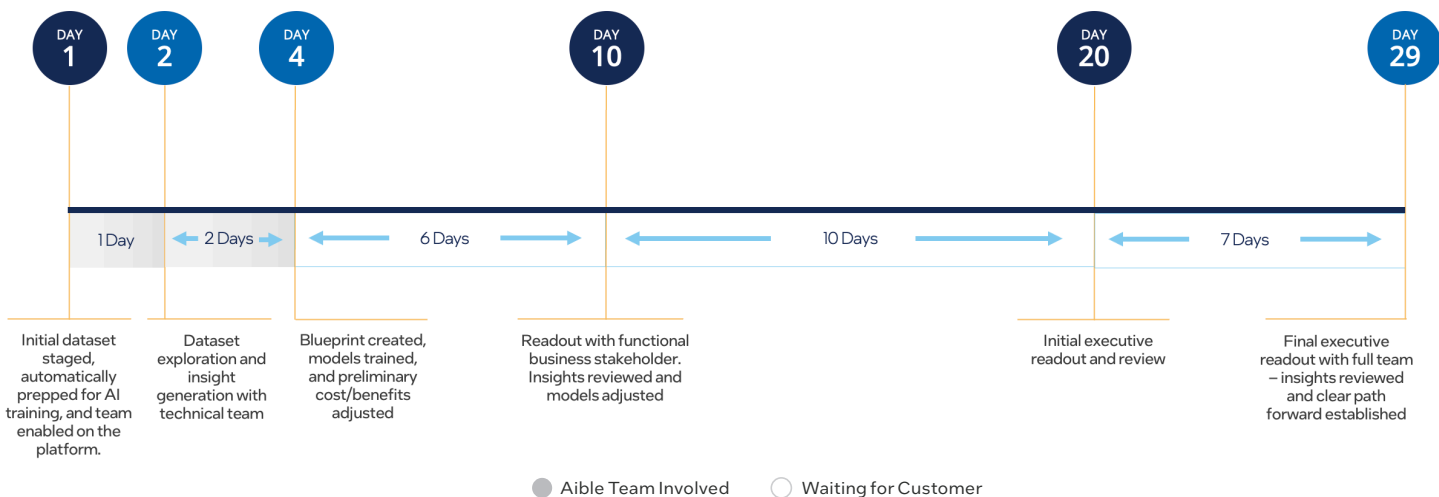 DAY
1
DAY
2
DAY
4
DAY
10
DAY
20
DAY
29
1 Day
2 Days
6 Days
10 Days
7 Days
Initial dataset
staged,
automatically
prepped for AI
training, and team
enabled on the
platform.
Dataset
exploration and
insight
generation with
technical team
Blueprint created,
models trained,
and preliminary
cost/benefits
adjusted
Readout with functional
business stakeholder.
Insights reviewed and
models adjusted
Initial executive
readout and review
Final executive
readout with full team
– insights reviewed
and clear path
forward established
Aible Team Involved
Waiting for Customer